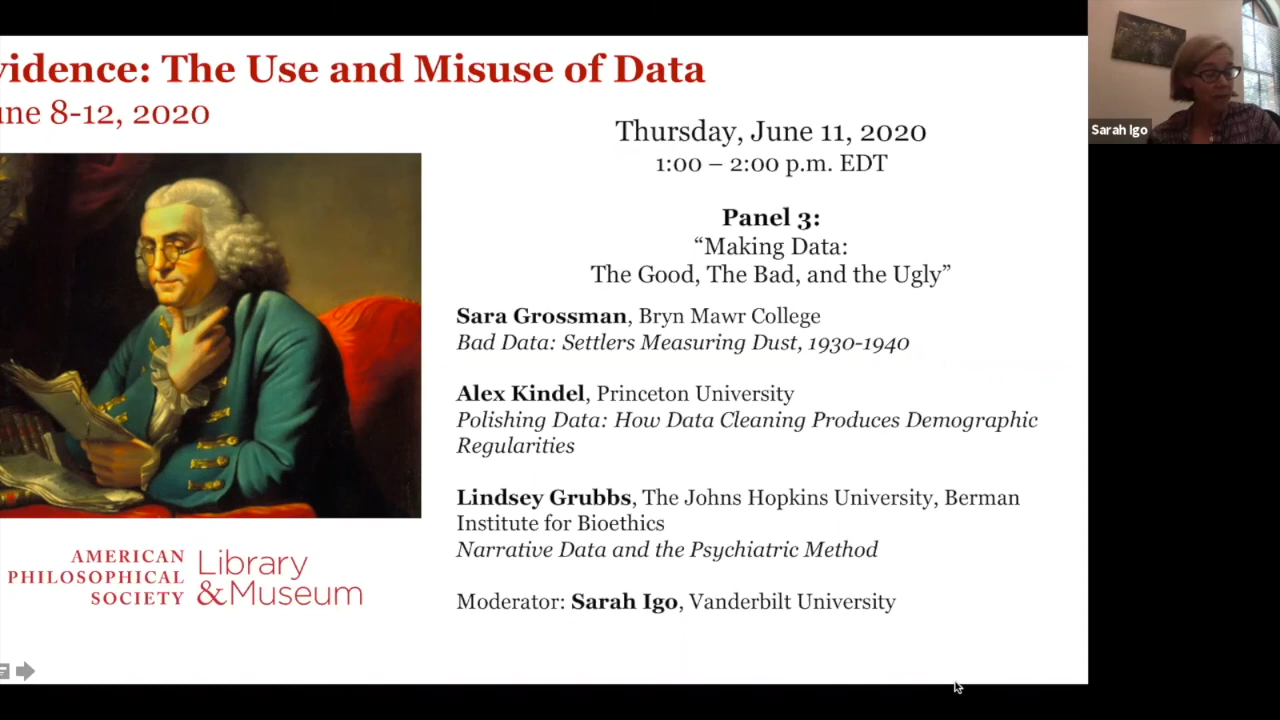 vidence: The Use and Misuse of Data
une 8-12, 2020
Thursday, June 11, 2020
1:00 – 2:00 p.m. EDT
Panel 3:
“Making Data:
The Good, The Bad, and the Ugly”
Sara Grossman, Bryn Mawr College
Bad Data: Settlers Measuring Dust, 1930-1940
Alex Kindel, Princeton University
Polishing Data: How Data Cleaning Produces Demographic
Regularities
Lindsey Grubbs, The Johns Hopkins University, Berman
Institute for Bioethics
Narrative Data and the Psychiatric Method
Moderator: Sarah Igo, Vanderbilt University
AMERICAN
PHILOSOPHICAL
SOCIETY
Library
&Museum
Sarah Igo